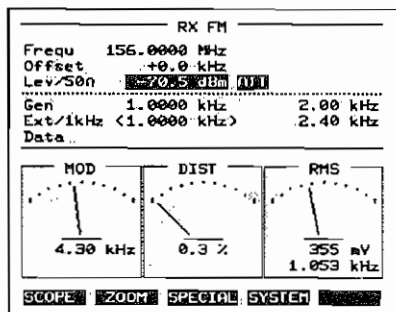 RX FM
Frequ 156.0000 MHz
Offset +0.0 kHz
Lev/50Ω -70.5 dBm
Gen 1.0000 kHz 2.00 kHz
Ext/1kHz <1.0000 kHz> 2.40 kHz
Data
MOD DIST RMS
4.30 kHz 0.3 % 355 mV
1.053 kHz
SCOPE ZOOM SPECIAL SYSTEM